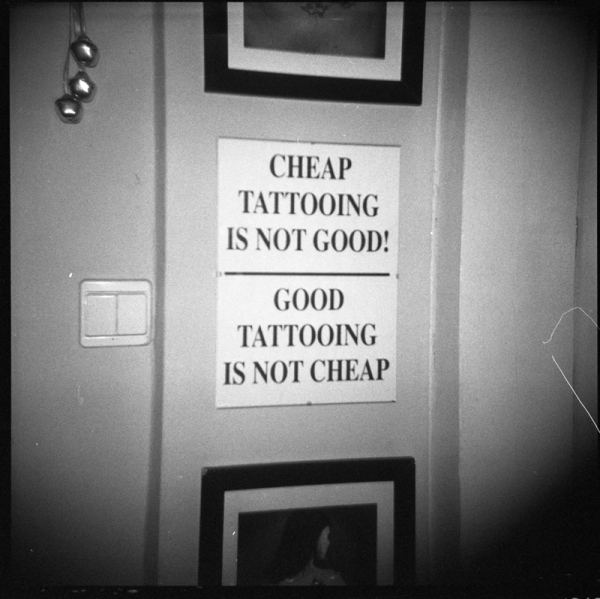 CHEAP
TATTOOING
IS NOT GOOD!
GOOD
TATTOOING
IS NOT CHEAP